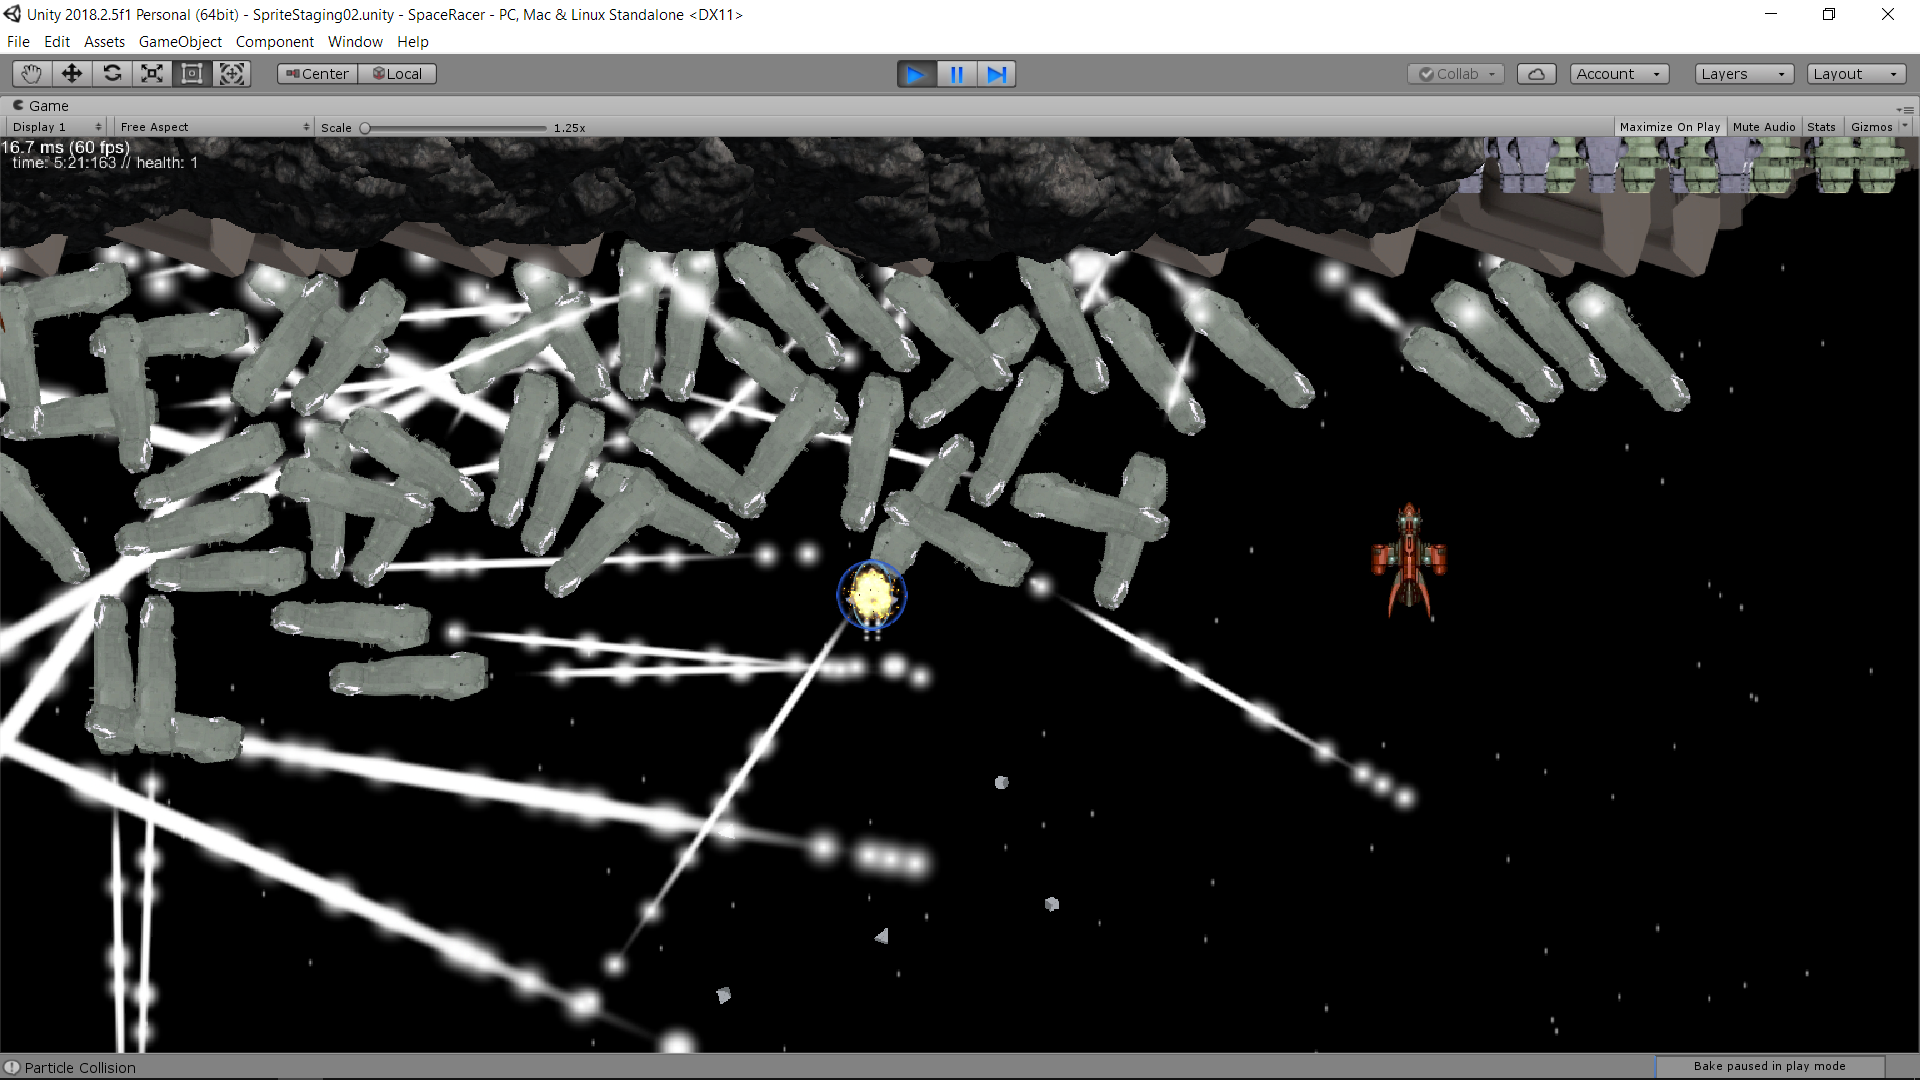 Unity 2018.2.5f1 Personal (64bit) - SpriteStaging02.unity - SpaceRacer - PC, Mac & Linux Standalone <DX11>
File Edit Assets GameObject Component Window Help
Center Local Collab Account Layers Layout
Game
Display 1 Free Aspect Scale 1.25x Maximize On Play Mute Audio Stats Gizmos
16.7 ms (60 fps)
time: 5:21:163 // health: 1
Particle Collision Bake paused in play mode